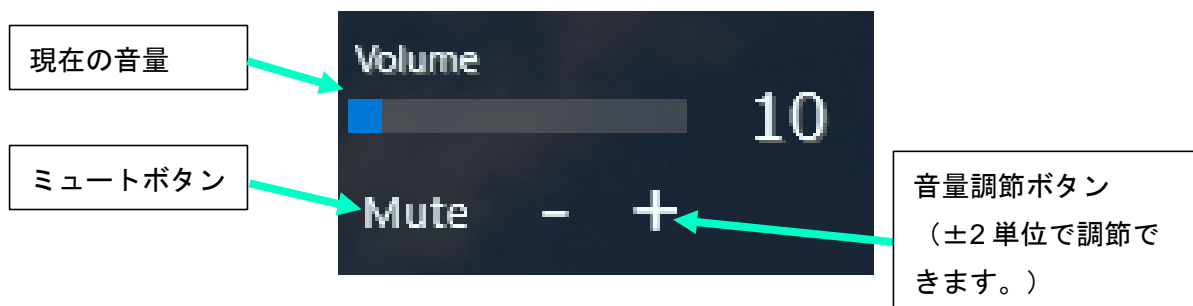 現在の音量
Volume
10
ミュートボタン
Mute - +
音量調節ボタン
（±2 単位で調節で
きます。）